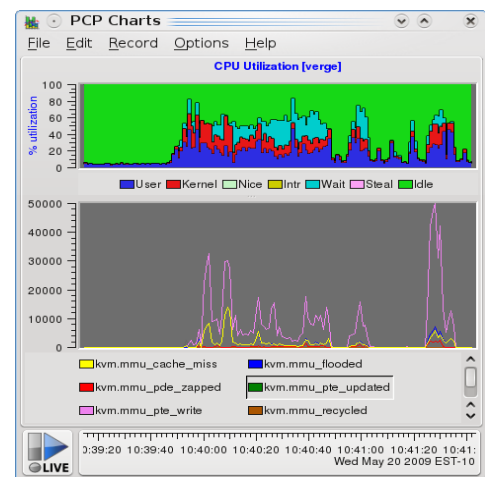 PCP Charts
File Edit Record Options Help
CPU Utilization [verge]
% utilization
100
80
60
40
20
0
User Kernel Nice Intr Wait Steal Idle
50000
40000
30000
20000
10000
0
kvm.mmu_cache_miss kvm.mmu_flooded
kvm.mmu_pde_zapped kvm.mmu_pte_updated
kvm.mmu_pte_write kvm.mmu_recycled
0:39:20 10:39:40 10:40:00 10:40:20 10:40:40 10:41:00 10:41:20 10:41:
LIVE Wed May 20 2009 EST-10